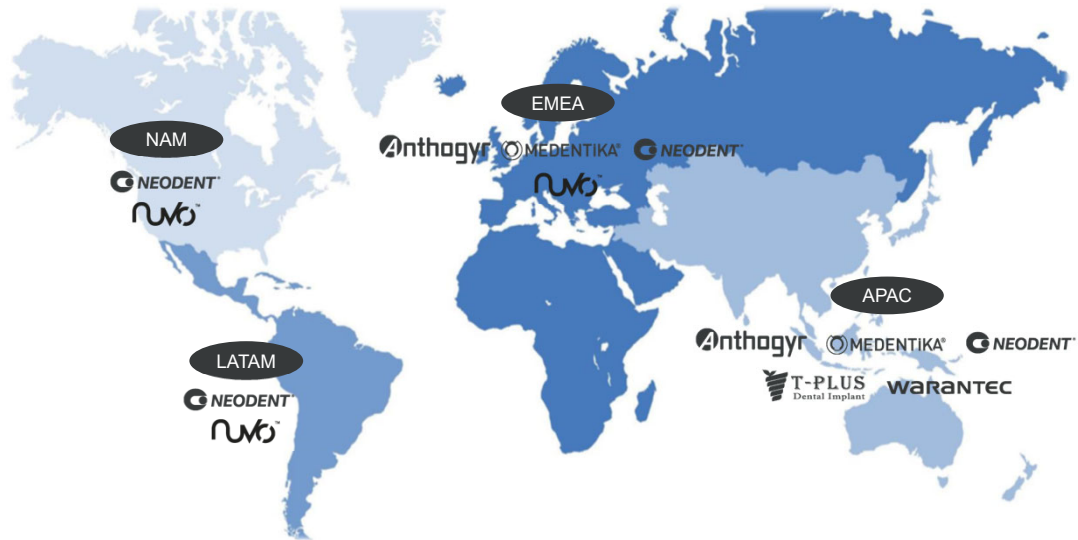 NAM
NEODENT®
nuvo™
LATAM
NEODENT®
nuvo™
EMEA
Anthogyr MEDENTIKA® NEODENT®
nuvo™
APAC
Anthogyr MEDENTIKA® NEODENT®
T-PLUS
Dental Implant
WARANTEC